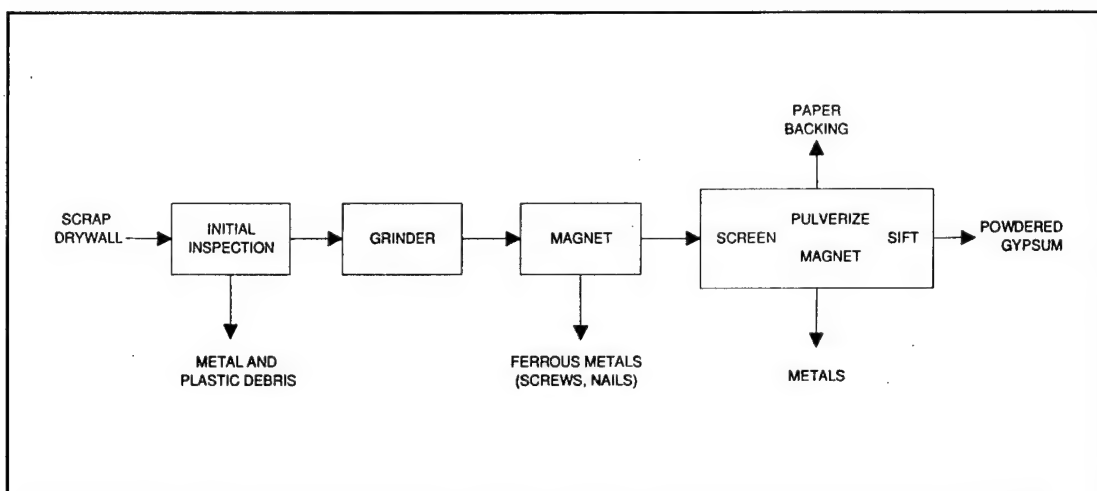 PAPER
BACKING
SCRAP
DRYWALL
INITIAL
INSPECTION
GRINDER
MAGNET
SCREEN
PULVERIZE
MAGNET
SIFT
POWDERED
GYPSUM
METAL AND
PLASTIC DEBRIS
FERROUS METALS
(SCREWS, NAILS)
METALS